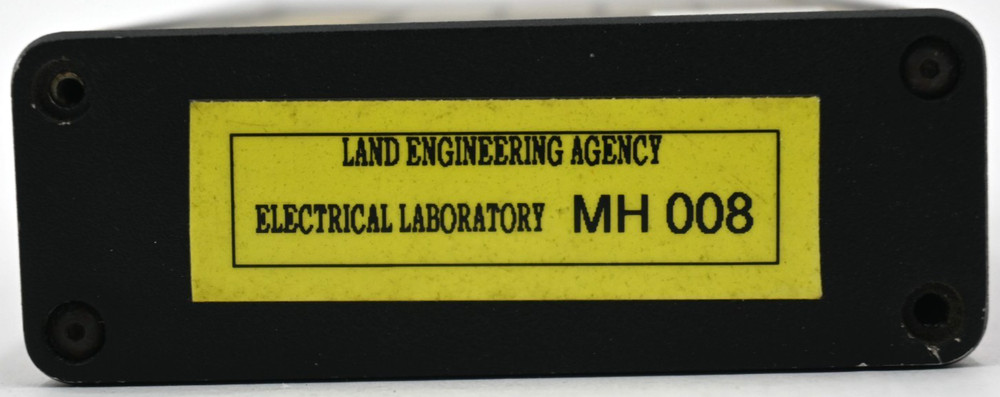 LAND ENGINEERING AGENCY
ELECTRICAL LABORATORY MH 008